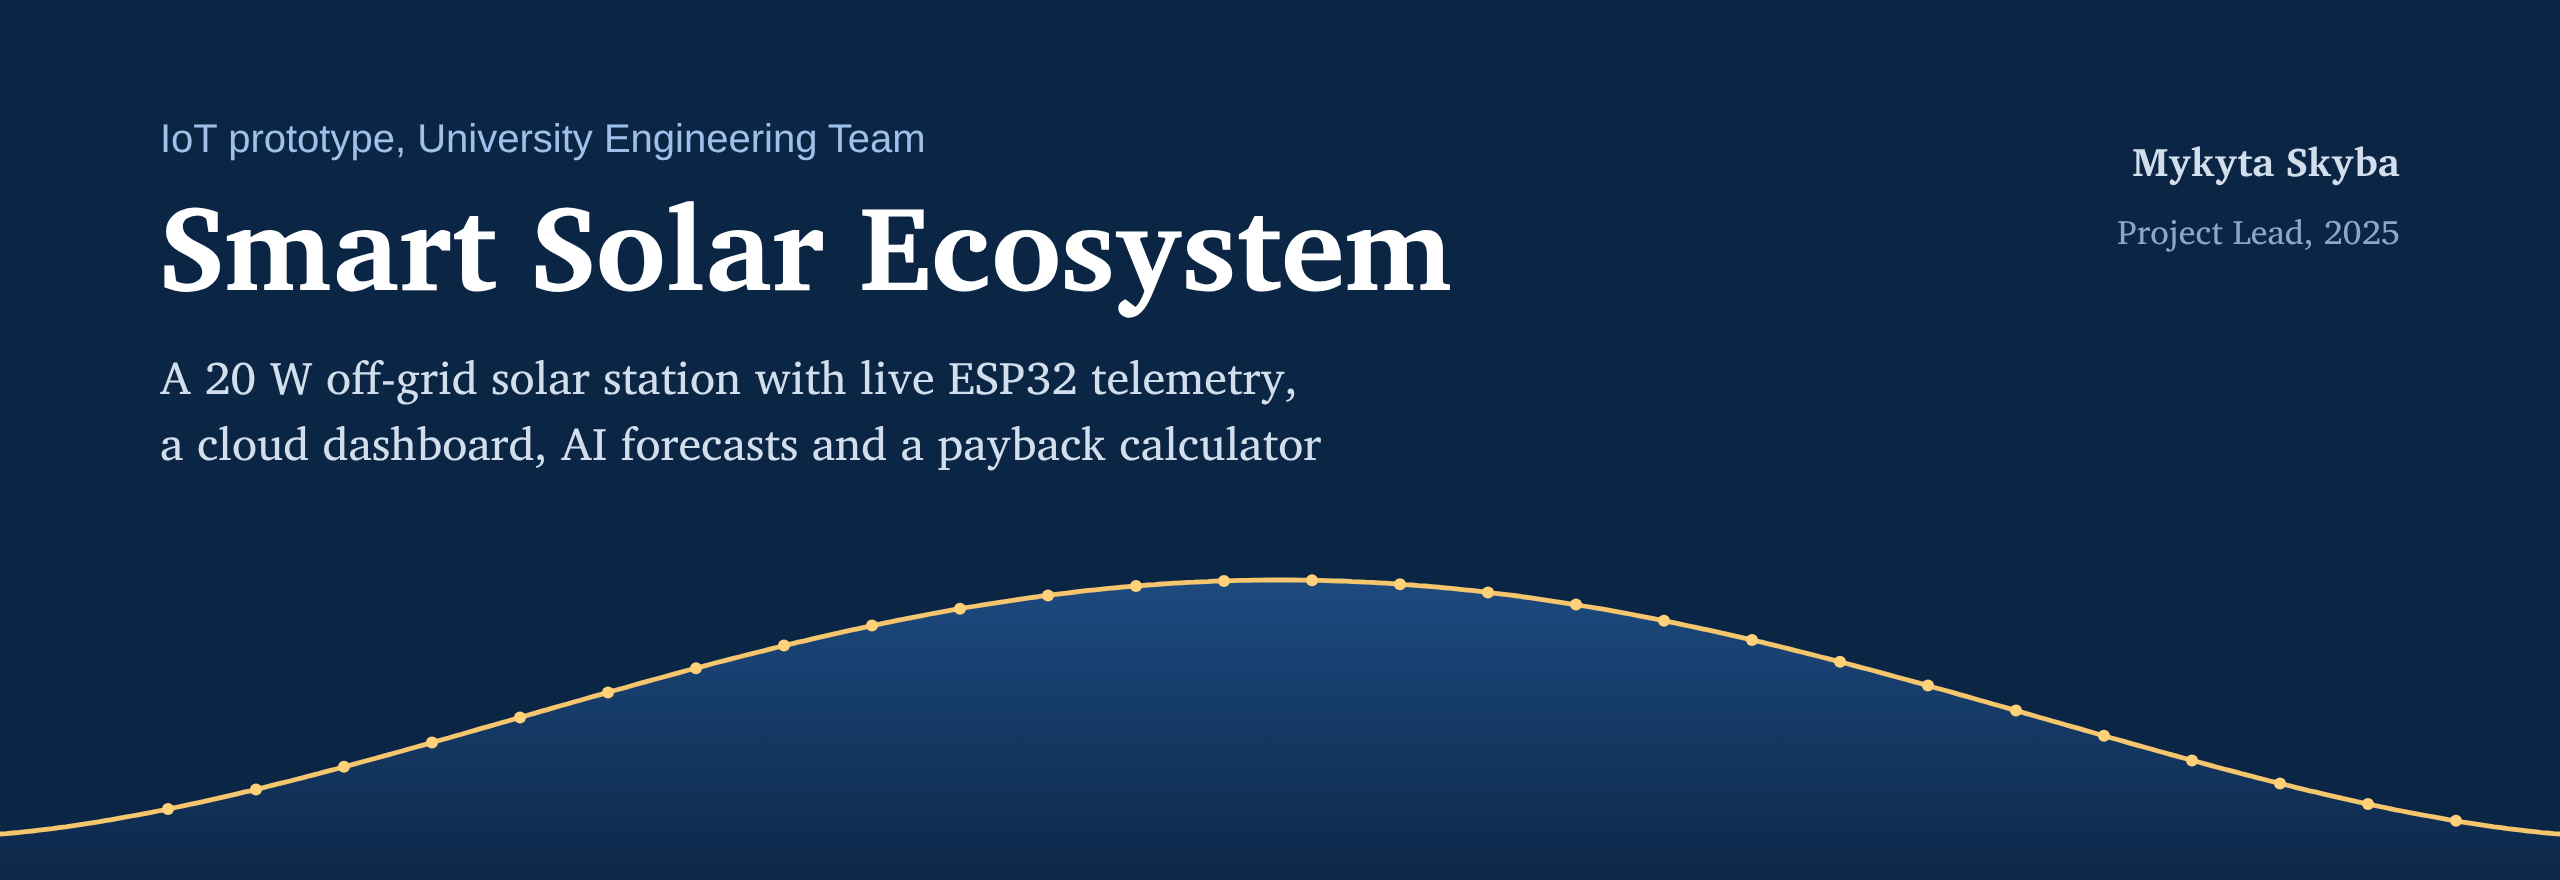 IoT prototype, University Engineering Team
Smart Solar Ecosystem
A 20 W off-grid solar station with live ESP32 telemetry,
a cloud dashboard, AI forecasts and a payback calculator
Mykyta Skyba
Project Lead, 2025